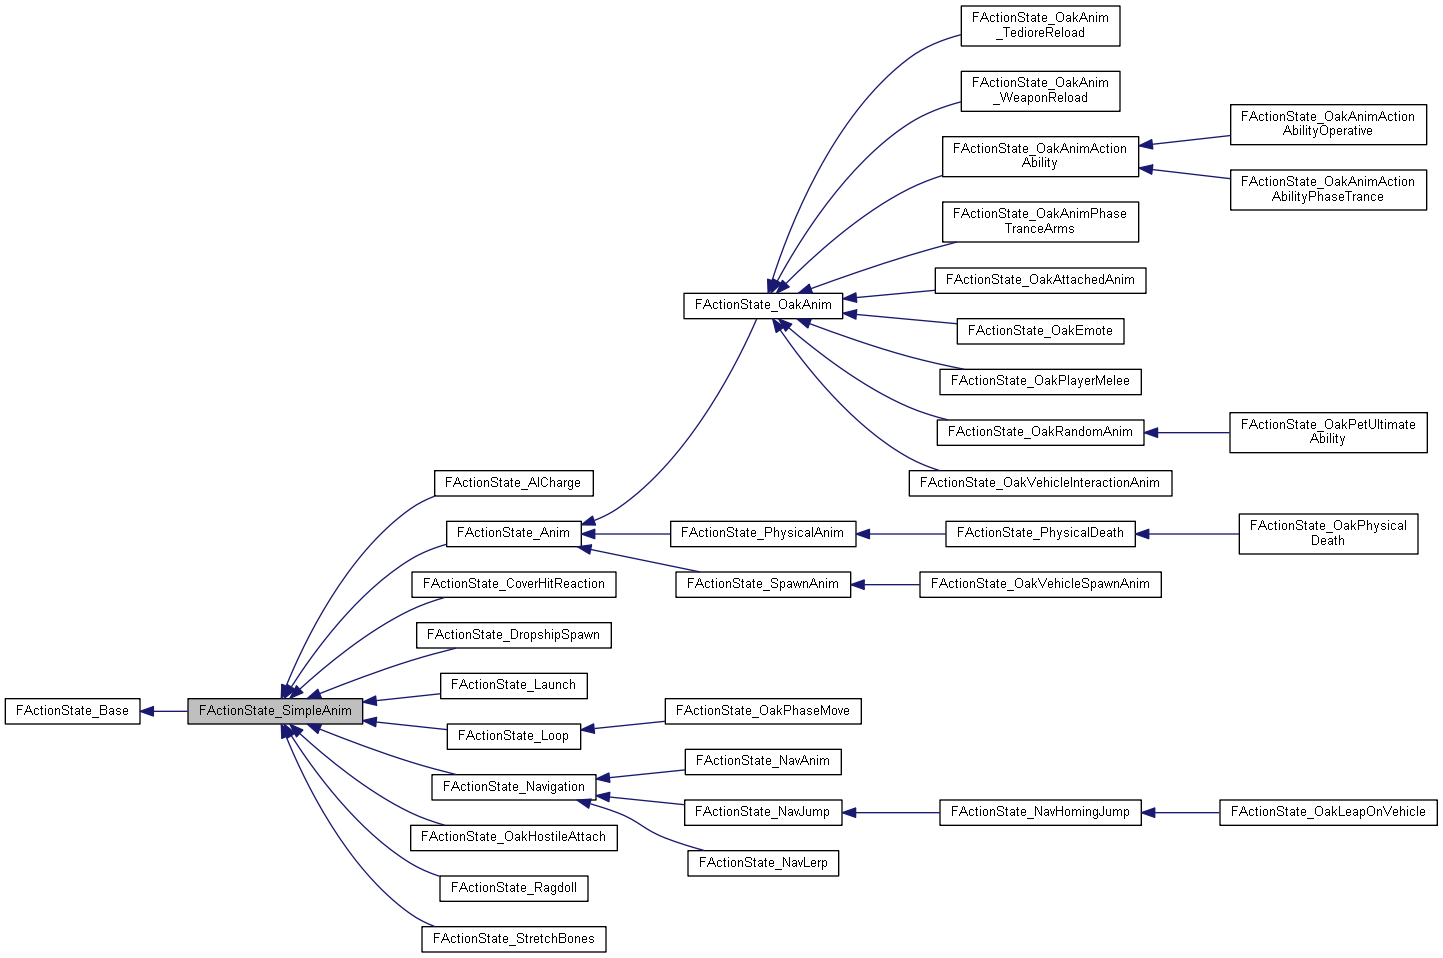 FActionState_OakAnim
_TedioreReload
FActionState_OakAnim
_WeaponReload
FActionState_OakAnimAction
AbilityOperative
FActionState_OakAnimAction
Ability
FActionState_OakAnimAction
AbilityPhaseTrance
FActionState_OakAnimPhase
TranceArms
FActionState_OakAttachedAnim
FActionState_OakAnim
FActionState_OakEmote
FActionState_OakPlayerMelee
FActionState_OakRandomAnim
FActionState_OakPetUltimate
Ability
FActionState_OakVehicleInteractionAnim
FActionState_AICharge
FActionState_Anim
FActionState_PhysicalAnim
FActionState_PhysicalDeath
FActionState_OakPhysical
Death
FActionState_CoverHitReaction
FActionState_SpawnAnim
FActionState_OakVehicleSpawnAnim
FActionState_DropshipSpawn
FActionState_Launch
FActionState_Base
FActionState_SimpleAnim
FActionState_OakPhaseMove
FActionState_Loop
FActionState_NavAnim
FActionState_Navigation
FActionState_NavJump
FActionState_NavHomingJump
FActionState_OakLeapOnVehicle
FActionState_OakHostileAttach
FActionState_NavLerp
FActionState_Ragdoll
FActionState_StretchBones